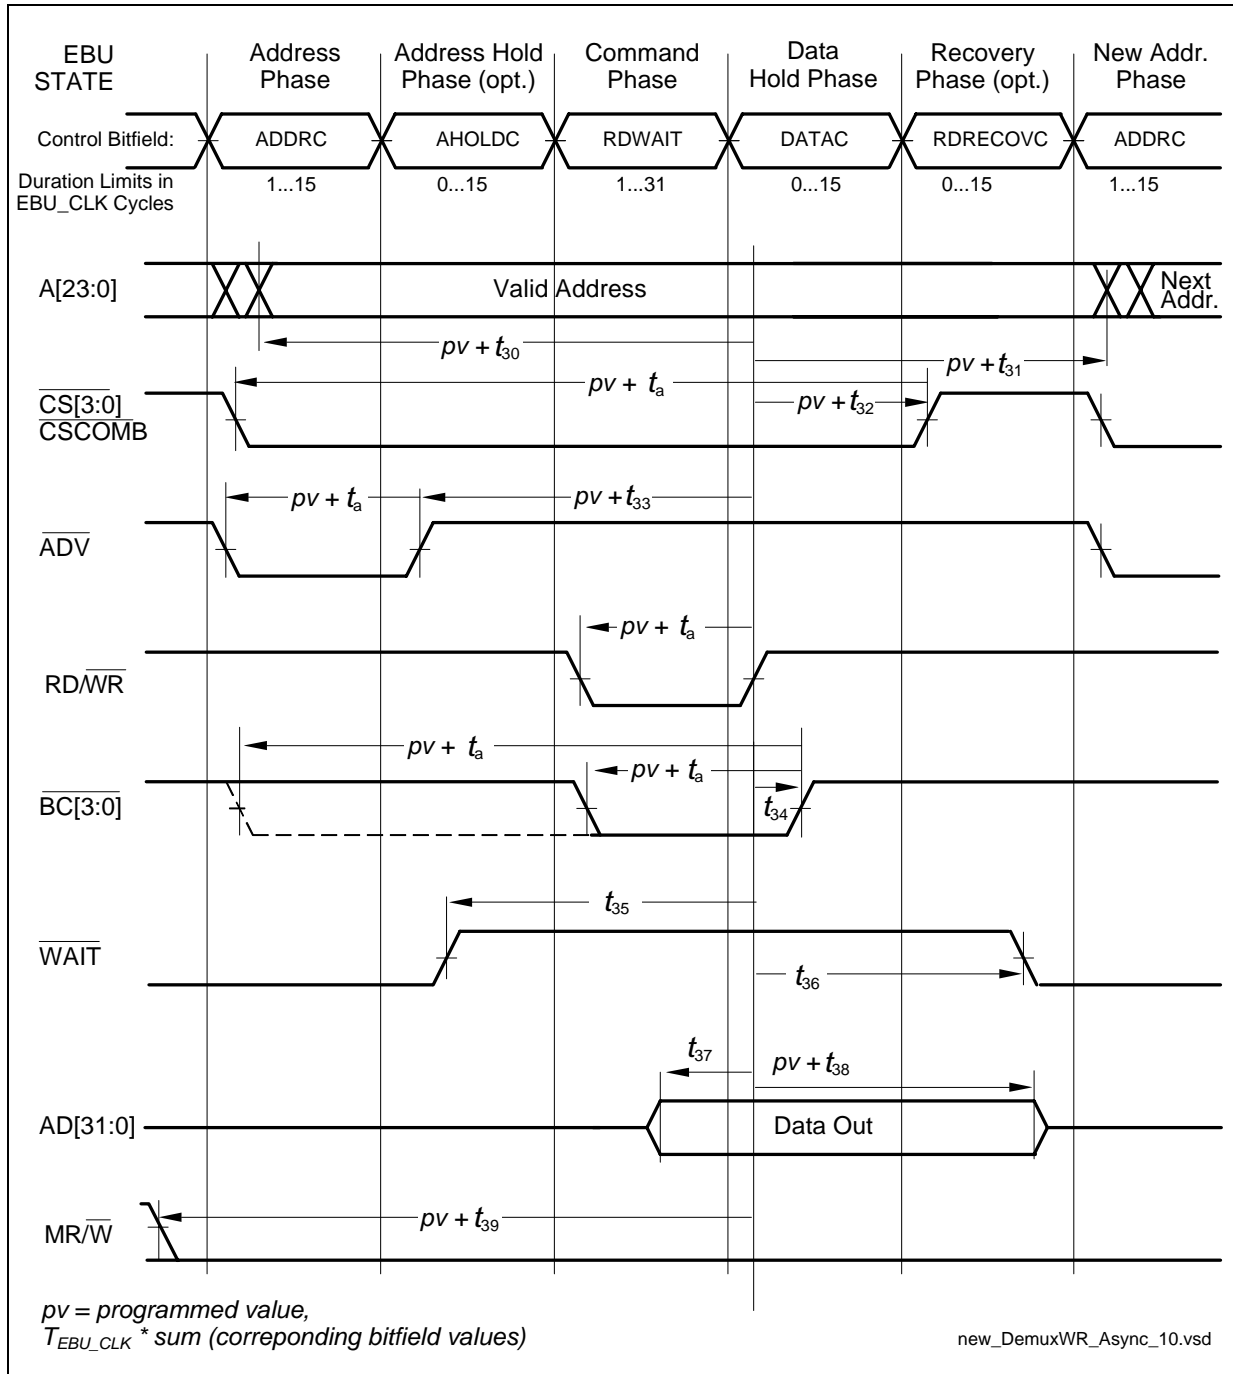 EBU STATE
Address Phase
Address Hold Phase (opt.)
Command Phase
Data Hold Phase
Recovery Phase (opt.)
New Addr. Phase
Control Bitfield: ADDRC AHOLDC RDWAIT DATAC RDRECOVC ADDRC
Duration Limits in EBU_CLK Cycles 1...15 0...15 1...31 0...15 0...15 1...15
A[23:0] Valid Address Next Addr.
pv + t30
pv + t31
pv + ta
CS[3:0]
CSCOMB
pv + t32
pv + ta
pv + t33
ADV
pv + ta
RD/WR
pv + ta
pv + ta
BC[3:0]
t34
t35
WAIT
t36
t37
pv + t38
AD[31:0] Data Out
MR/W
pv + t39
pv = programmed value,
TEBU_CLK * sum (correponding bitfield values)
new_DemuxWR_Async_10.vsd